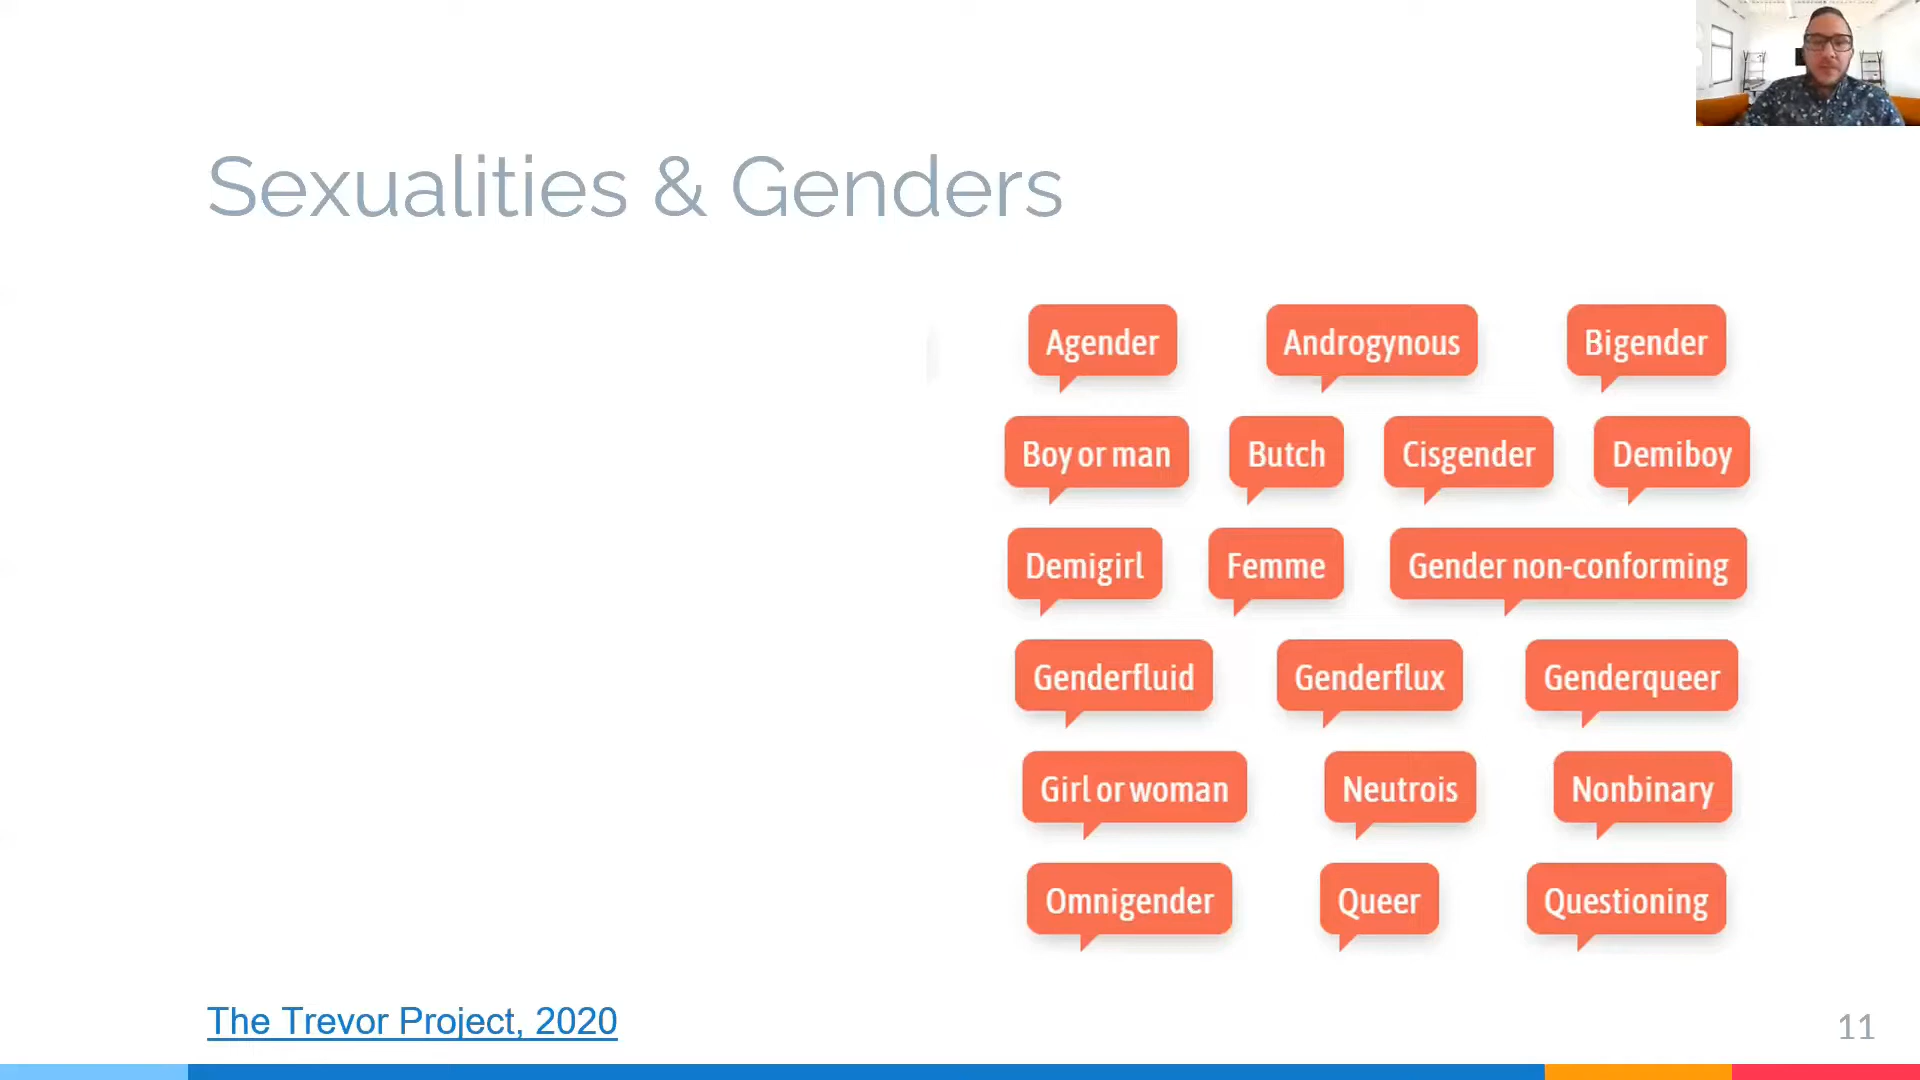 Sexualities & Genders
Agender Androgynous Bigender
Boy or man Butch Cisgender Demiboy
Demigirl Femme Gender non-conforming
Genderfluid Genderflux Genderqueer
Girl or woman Neutrois Nonbinary
Omnigender Queer Questioning
The Trevor Project, 2020
11